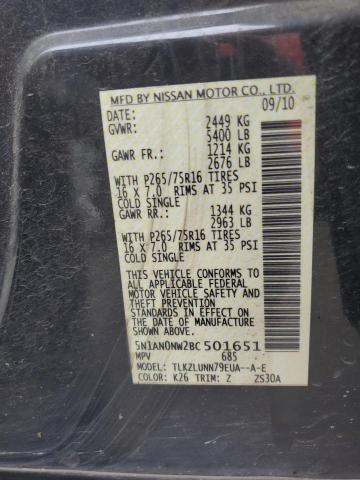 MFD BY NISSAN MOTOR CO., LTD.
DATE: 09/10
GVWR: 2449 KG
5400 LB
GAWR FR.: 1214 KG
2676 LB
WITH P265/75R16 TIRES
16 X 7.0 RIMS AT 35 PSI
COLD SINGLE
GAWR RR.: 1344 KG
2963 LB
WITH P265/75R16 TIRES
16 X 7.0 RIMS AT 35 PSI
COLD SINGLE
THIS VEHICLE CONFORMS TO
ALL APPLICABLE FEDERAL
MOTOR VEHICLE SAFETY AND
THEFT PREVENTION
STANDARDS IN EFFECT ON
THE DATE OF MANUFACTURE
SHOWN ABOVE.
5N1AN0NW2BC501651
MPV 685
MODEL: TLKZLUNN79EUA--A-E
COLOR: K26 TRIM: Z ZS30A